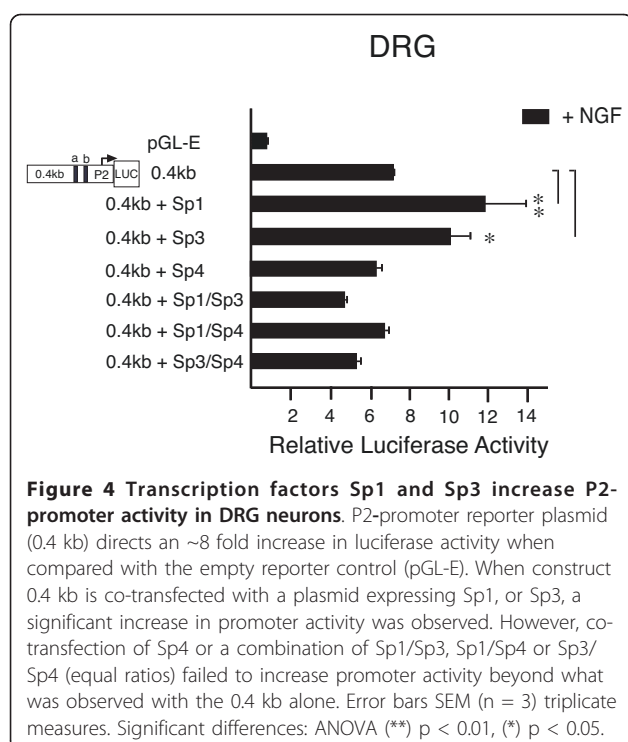 DRG
+ NGF
pGL-E
a b
0.4kb P2 LUC 0.4kb
0.4kb + Sp1
**
0.4kb + Sp3
*
0.4kb + Sp4
0.4kb + Sp1/Sp3
0.4kb + Sp1/Sp4
0.4kb + Sp3/Sp4
2 4 6 8 10 12 14
Relative Luciferase Activity
Figure 4 Transcription factors Sp1 and Sp3 increase P2-
promoter activity in DRG neurons. P2-promoter reporter plasmid
(0.4 kb) directs an ~8 fold increase in luciferase activity when
compared with the empty reporter control (pGL-E). When construct
0.4 kb is co-transfected with a plasmid expressing Sp1, or Sp3, a
significant increase in promoter activity was observed. However, co-
transfection of Sp4 or a combination of Sp1/Sp3, Sp1/Sp4 or Sp3/
Sp4 (equal ratios) failed to increase promoter activity beyond what
was observed with the 0.4 kb alone. Error bars SEM (n = 3) triplicate
measures. Significant differences: ANOVA (**) p < 0.01, (*) p < 0.05.